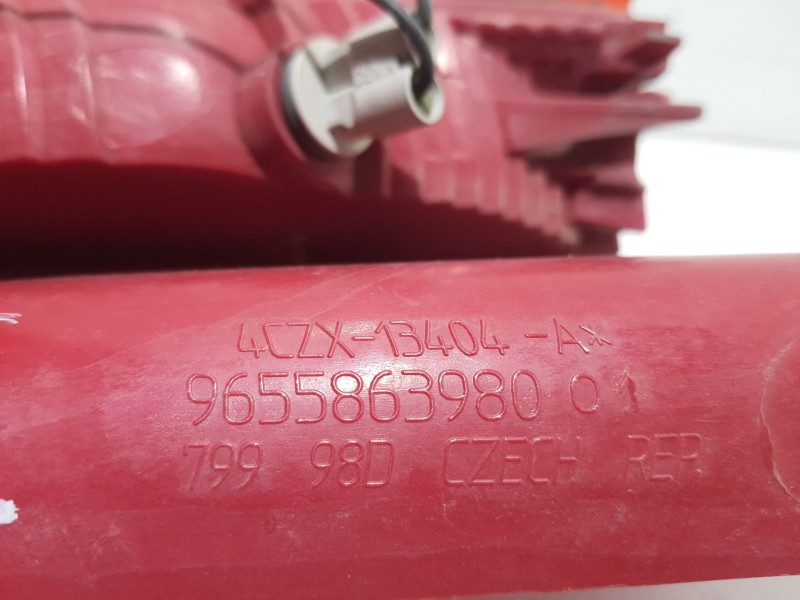 4CZX-13404-A*
9655863980 01
799 98D CZECH REP